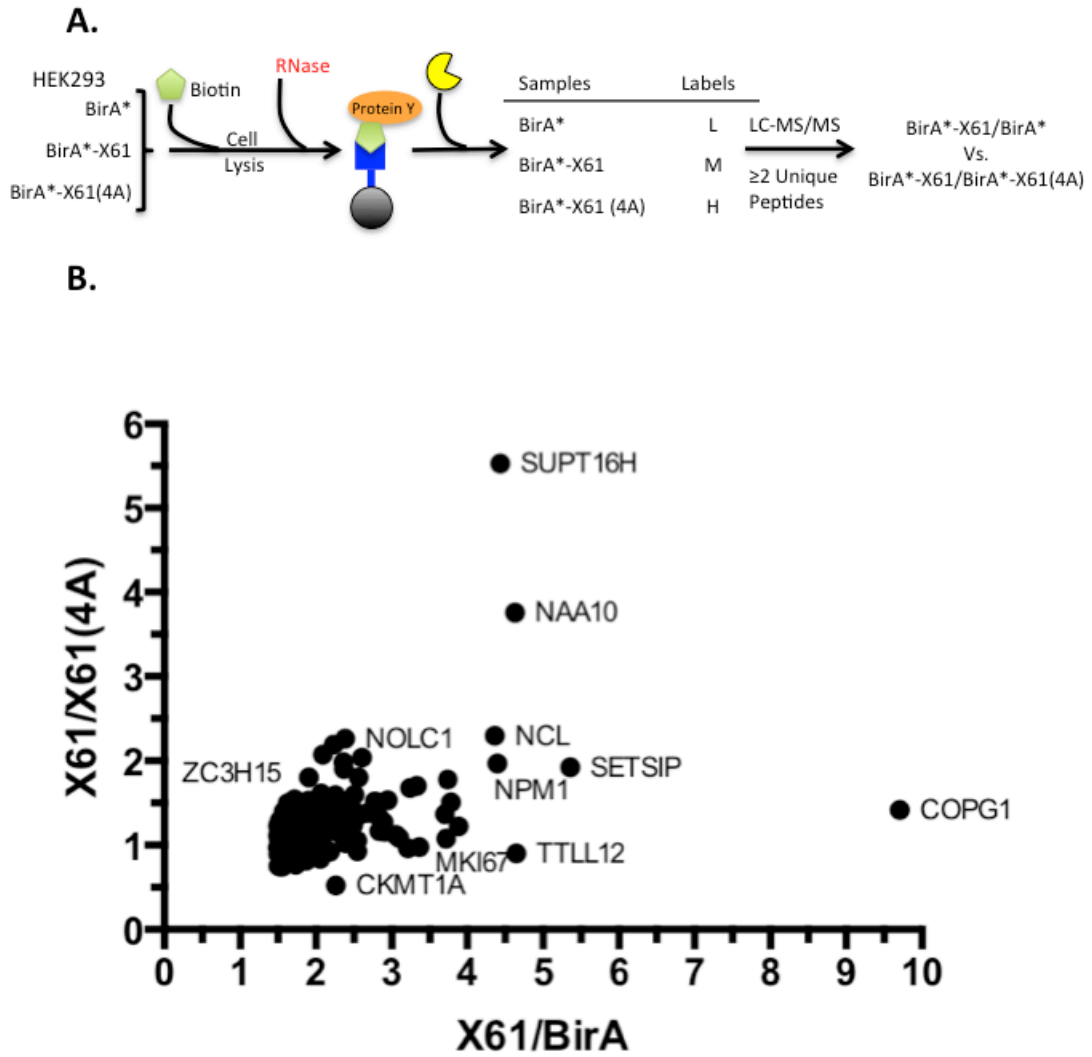 A.
HEK293
BirA*
BirA*-X61
BirA*-X61(4A)
Biotin
RNase
Cell
Lysis
Protein Y
Samples Labels
BirA* L
BirA*-X61 M
BirA*-X61 (4A) H
LC-MS/MS
≥2 Unique
Peptides
BirA*-X61/BirA*
Vs.
BirA*-X61/BirA*-X61(4A)
B.
X61/X61(4A)
6
5
4
3
2
1
0
SUPT16H
NAA10
NOLC1
NCL
ZC3H15
SETSIP
NPM1
COPG1
MKI67
TTLL12
CKMT1A
0 1 2 3 4 5 6 7 8 9 10
X61/BirA